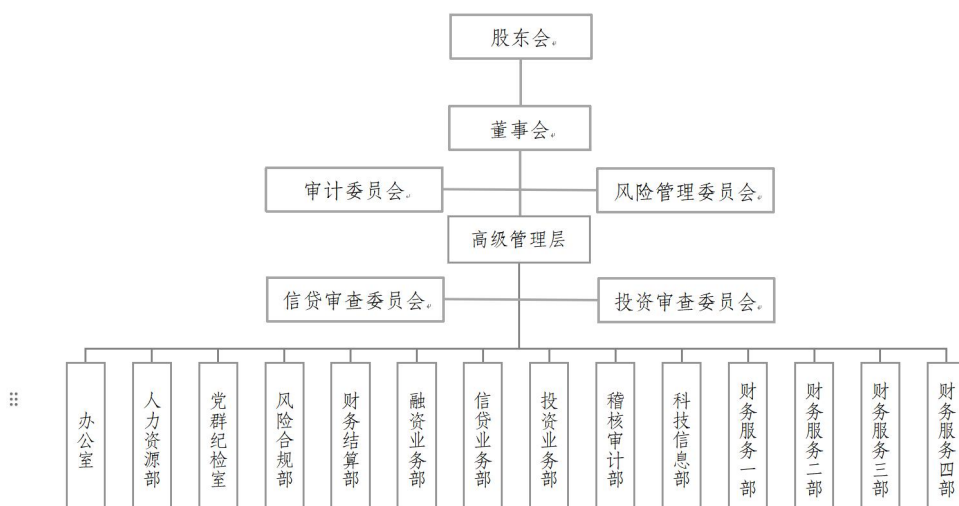 股东会
董事会
审计委员会
风险管理委员会
高级管理层
信贷审查委员会
投资审查委员会
办公室
人力资源部
党群纪检室
风险合规部
财务结算部
融资业务部
信贷业务部
投资业务部
稽核审计部
科技信息部
财务服务一部
财务服务二部
财务服务三部
财务服务四部